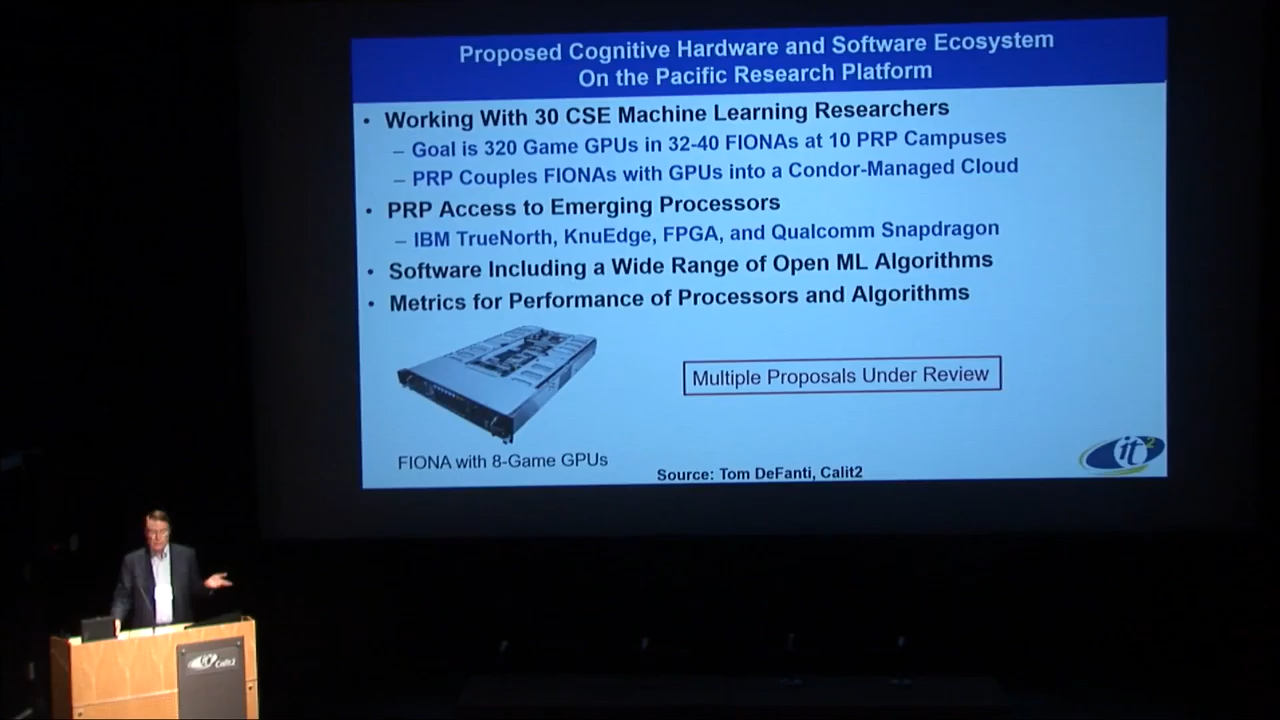 Proposed Cognitive Hardware and Software Ecosystem
On the Pacific Research Platform
• Working With 30 CSE Machine Learning Researchers
– Goal is 320 Game GPUs in 32-40 FIONAs at 10 PRP Campuses
– PRP Couples FIONAs with GPUs into a Condor-Managed Cloud
• PRP Access to Emerging Processors
– IBM TrueNorth, KnuEdge, FPGA, and Qualcomm Snapdragon
• Software Including a Wide Range of Open ML Algorithms
• Metrics for Performance of Processors and Algorithms
Multiple Proposals Under Review
FIONA with 8-Game GPUs
Source: Tom DeFanti, Calit2
it2
it2 Calit2